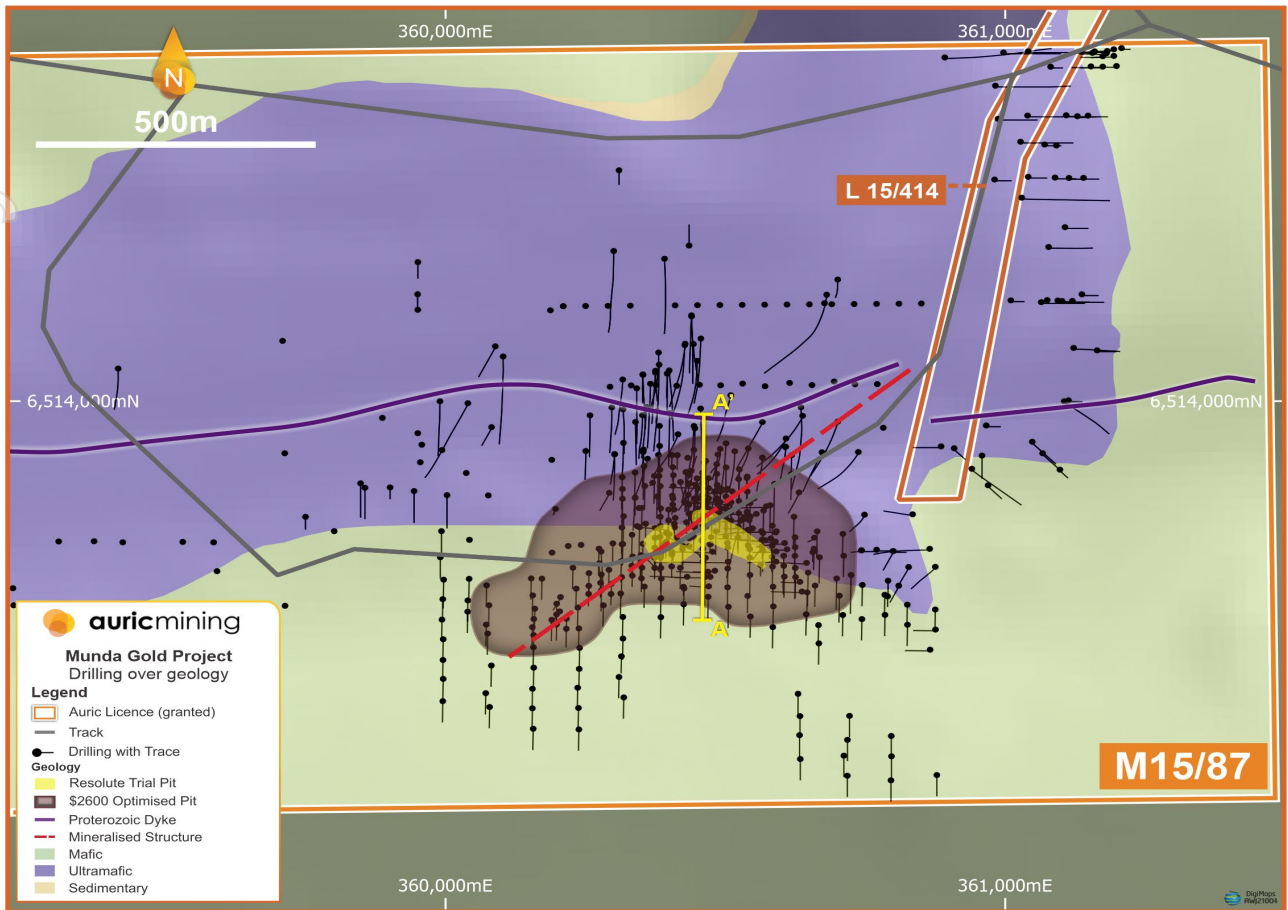 360,000mE
361,000mE
N
500m
L 15/414
6,514,000mN
6,514,000mN
A'
A
auricmining
Munda Gold Project
Drilling over geology
Legend
Auric Licence (granted)
Track
Drilling with Trace
Geology
Resolute Trial Pit
$2600 Optimised Pit
Proterozoic Dyke
Mineralised Structure
Mafic
Ultramafic
Sedimentary
M15/87
360,000mE
361,000mE
DigiMaps